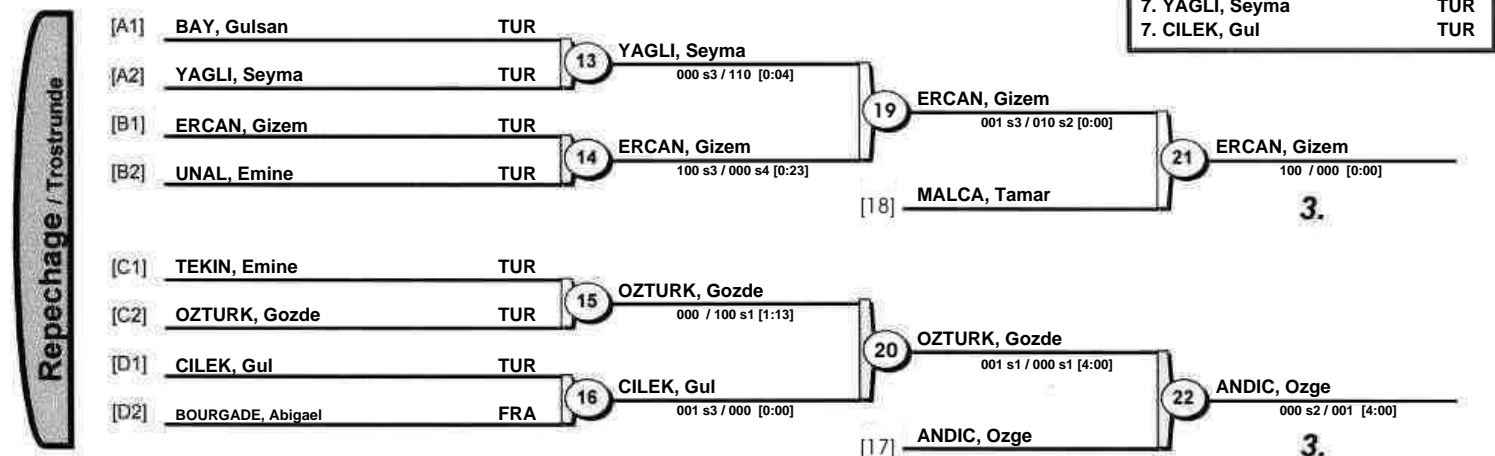 7. YAGLI, Seyma TUR
7. CILEK, Gul TUR
Repechage / Trostrunde
[A1] BAY, Gulsan TUR
13 YAGLI, Seyma
000 s3 / 110 [0:04]
[A2] YAGLI, Seyma TUR
19 ERCAN, Gizem
001 s3 / 010 s2 [0:00]
[B1] ERCAN, Gizem TUR
14 ERCAN, Gizem
100 s3 / 000 s4 [0:23]
[B2] UNAL, Emine TUR
21 ERCAN, Gizem
100 / 000 [0:00]
[18] MALCA, Tamar
3.
[C1] TEKIN, Emine TUR
15 OZTURK, Gozde
000 / 100 s1 [1:13]
[C2] OZTURK, Gozde TUR
20 OZTURK, Gozde
001 s1 / 000 s1 [4:00]
[D1] CILEK, Gul TUR
16 CILEK, Gul
001 s3 / 000 [0:00]
[D2] BOURGADE, Abigael FRA
22 ANDIC, Ozge
000 s2 / 001 [4:00]
[17] ANDIC, Ozge
3.